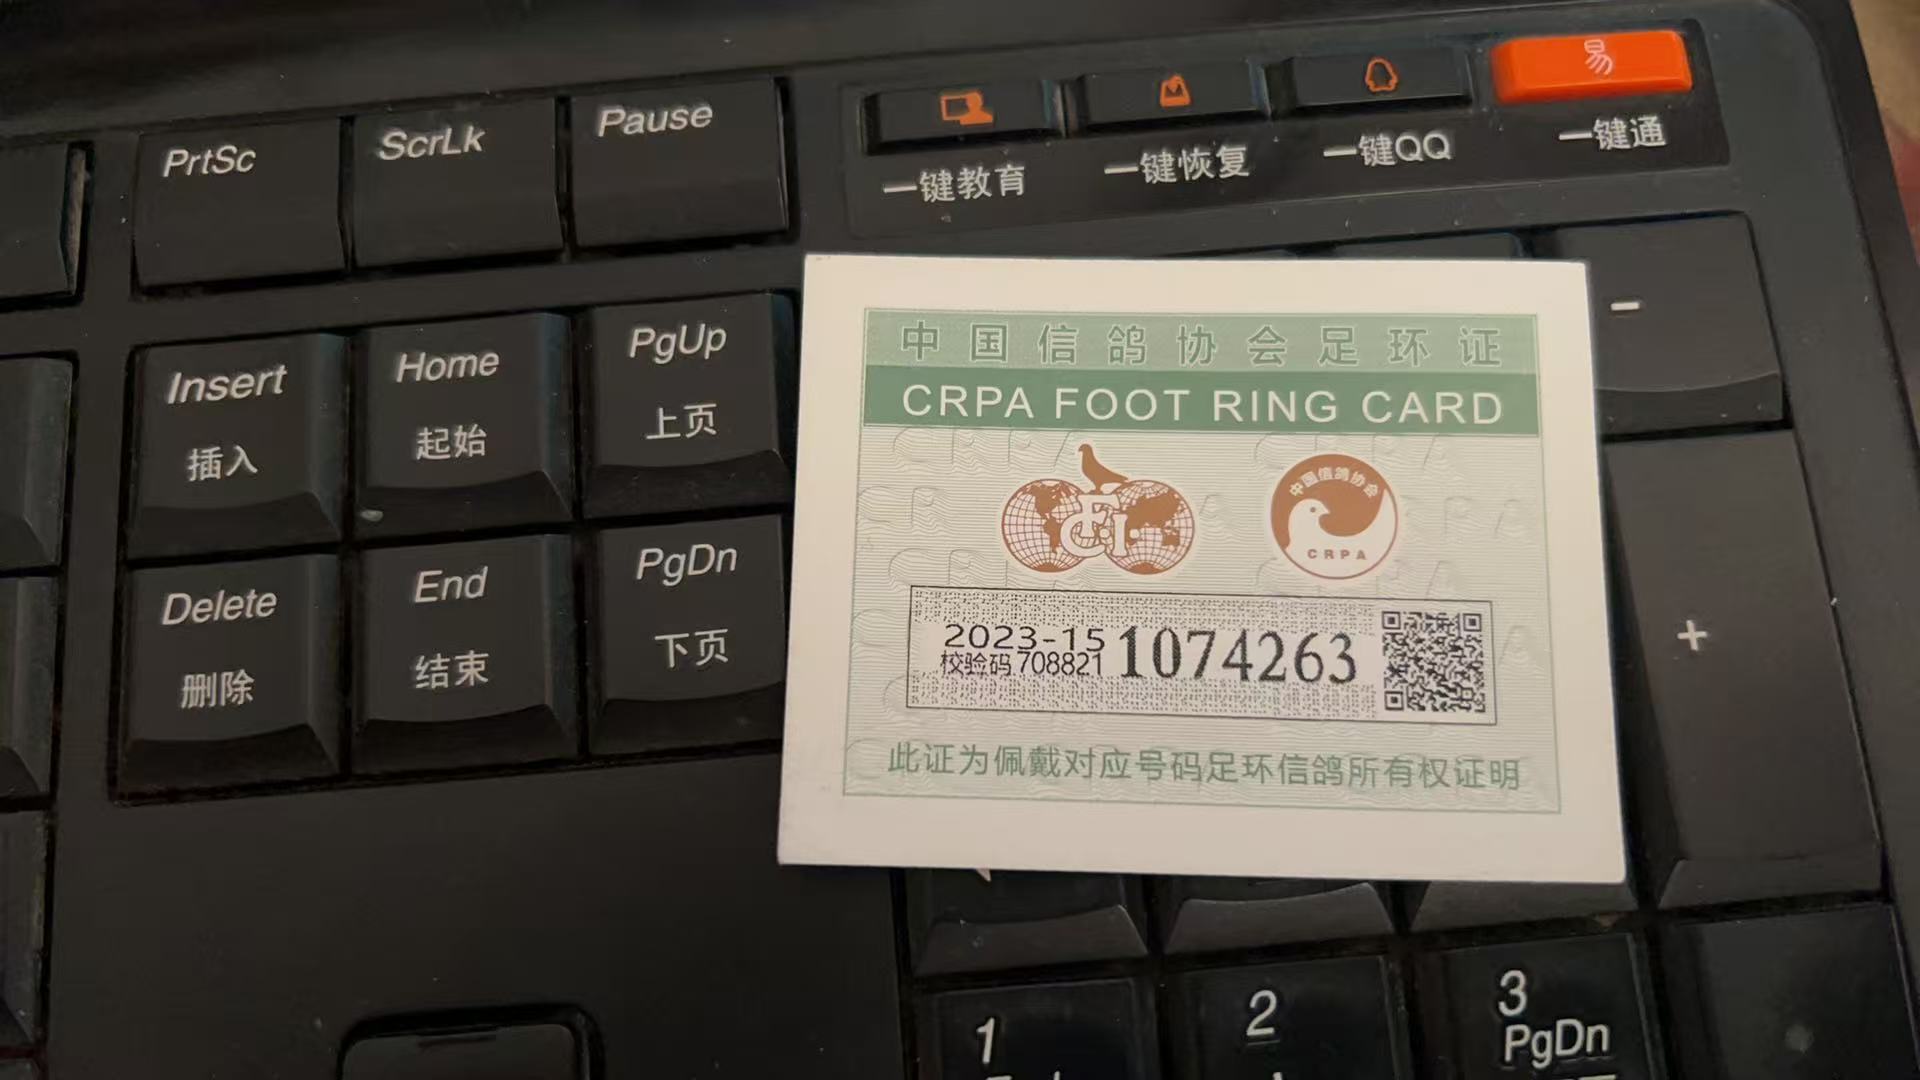 PrtSc
ScrLk
Pause
一键教育
一键恢复
一键QQ
易
一键通
Insert
插入
Home
起始
PgUp
上页
Delete
删除
End
结束
PgDn
下页
-
+
中国信鸽协会足环证
CRPA FOOT RING CARD
FCI
中国信鸽协会
CRPA
2023-15
校验码 708821
1074263
此证为佩戴对应号码足环信鸽所有权证明
1
2
3
PgDn